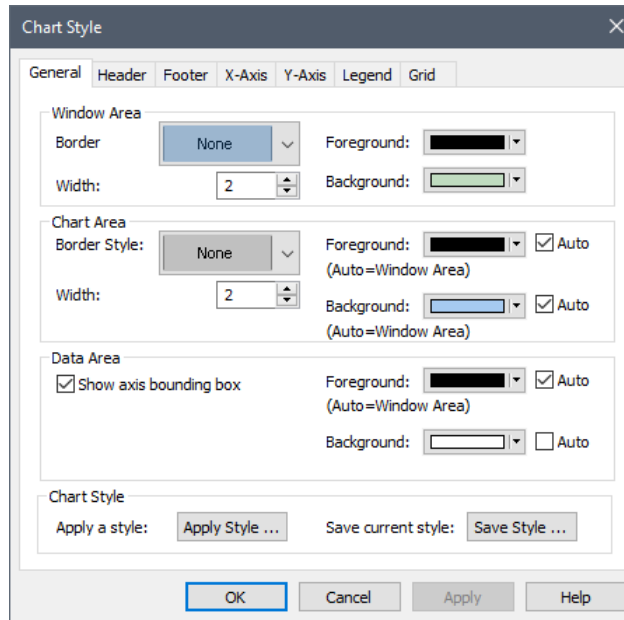 Chart Style
General Header Footer X-Axis Y-Axis Legend Grid
Window Area
Border None Foreground:
Width: 2 Background:
Chart Area
Border Style: None Foreground: Auto
(Auto=Window Area)
Width: 2 Background: Auto
(Auto=Window Area)
Data Area
Show axis bounding box Foreground: Auto
(Auto=Window Area)
Background: Auto
Chart Style
Apply a style: Apply Style ... Save current style: Save Style ...
OK Cancel Apply Help